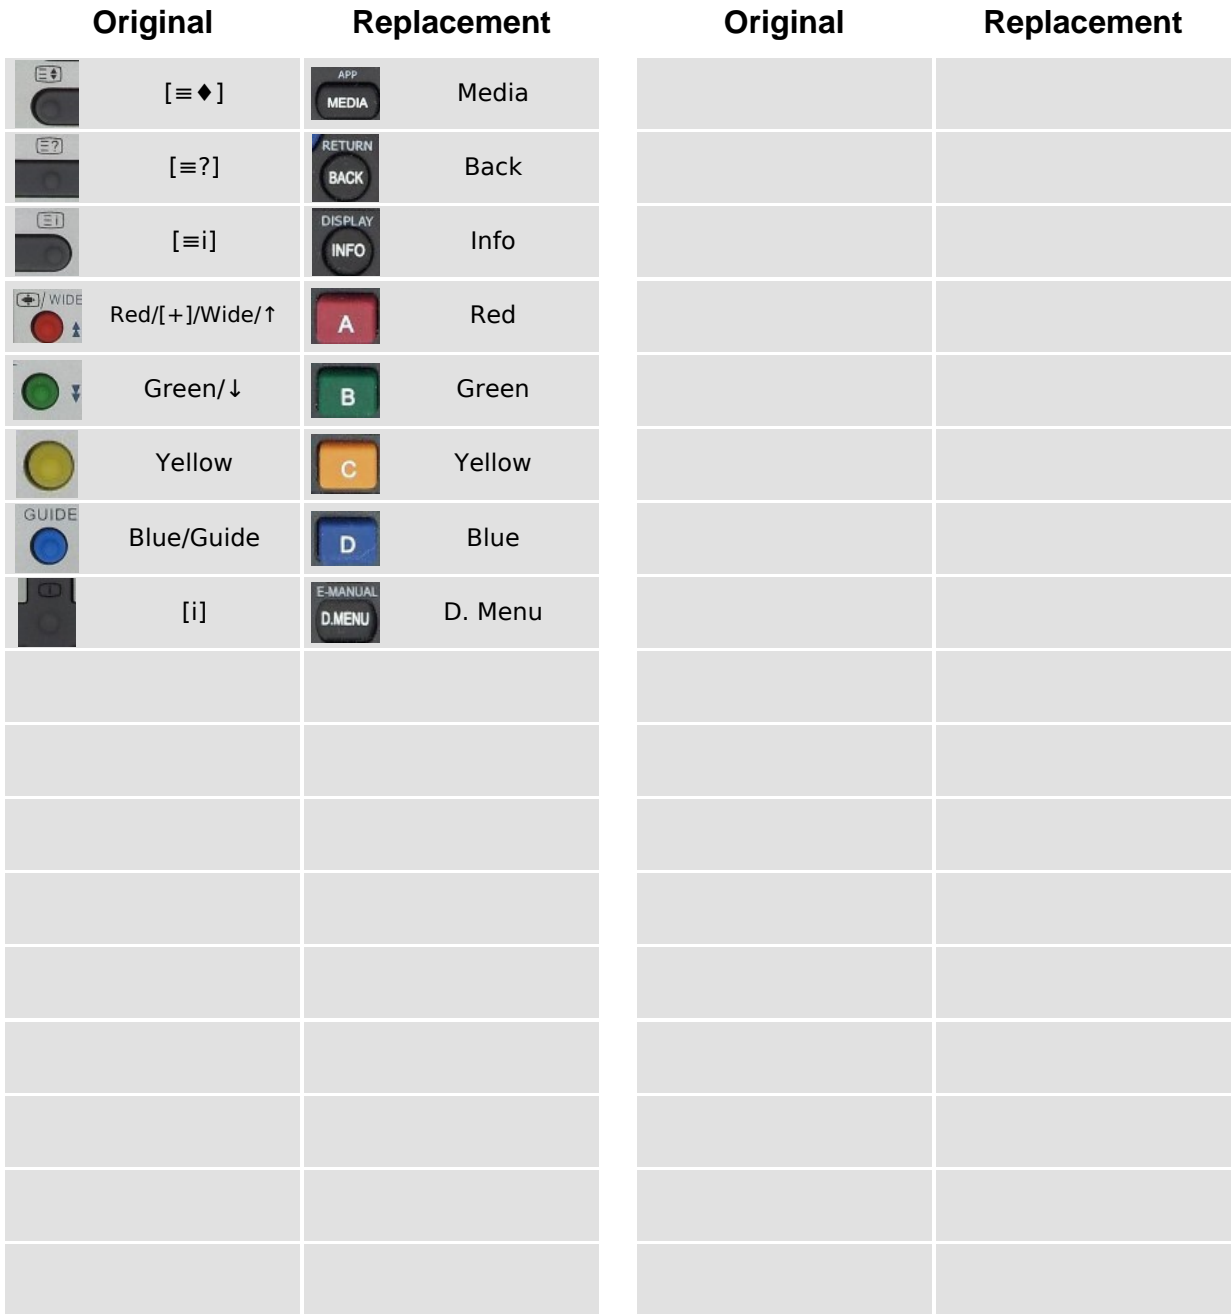 Original Replacement Original Replacement
[≡♦] APP MEDIA Media
[≡?] RETURN BACK Back
[≡i] DISPLAY INFO Info
/ WIDE Red/[+]/Wide/↑ A Red
Green/↓ B Green
Yellow C Yellow
GUIDE Blue/Guide D Blue
[i] E-MANUAL D.MENU D. Menu